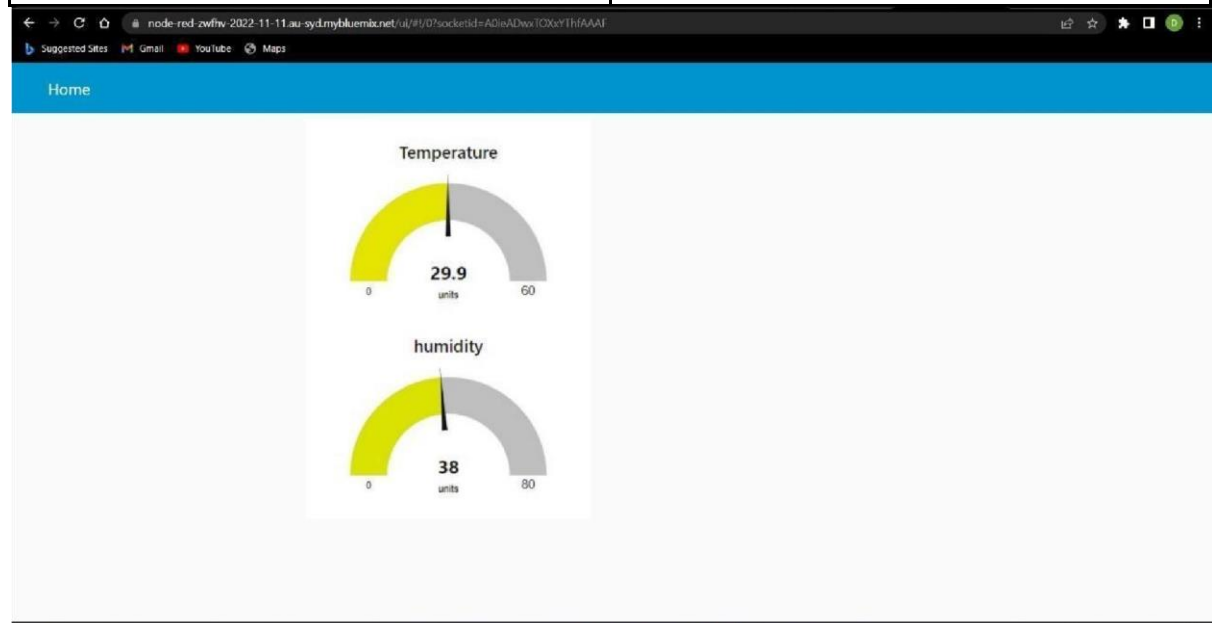 node-red-zwfhv-2022-11-11.au-syd.mybluemix.net/ui/#!/0?socketid=
Suggested Sites Gmail YouTube Maps
Home
Temperature
29.9
units
0 60
humidity
38
units
0 80